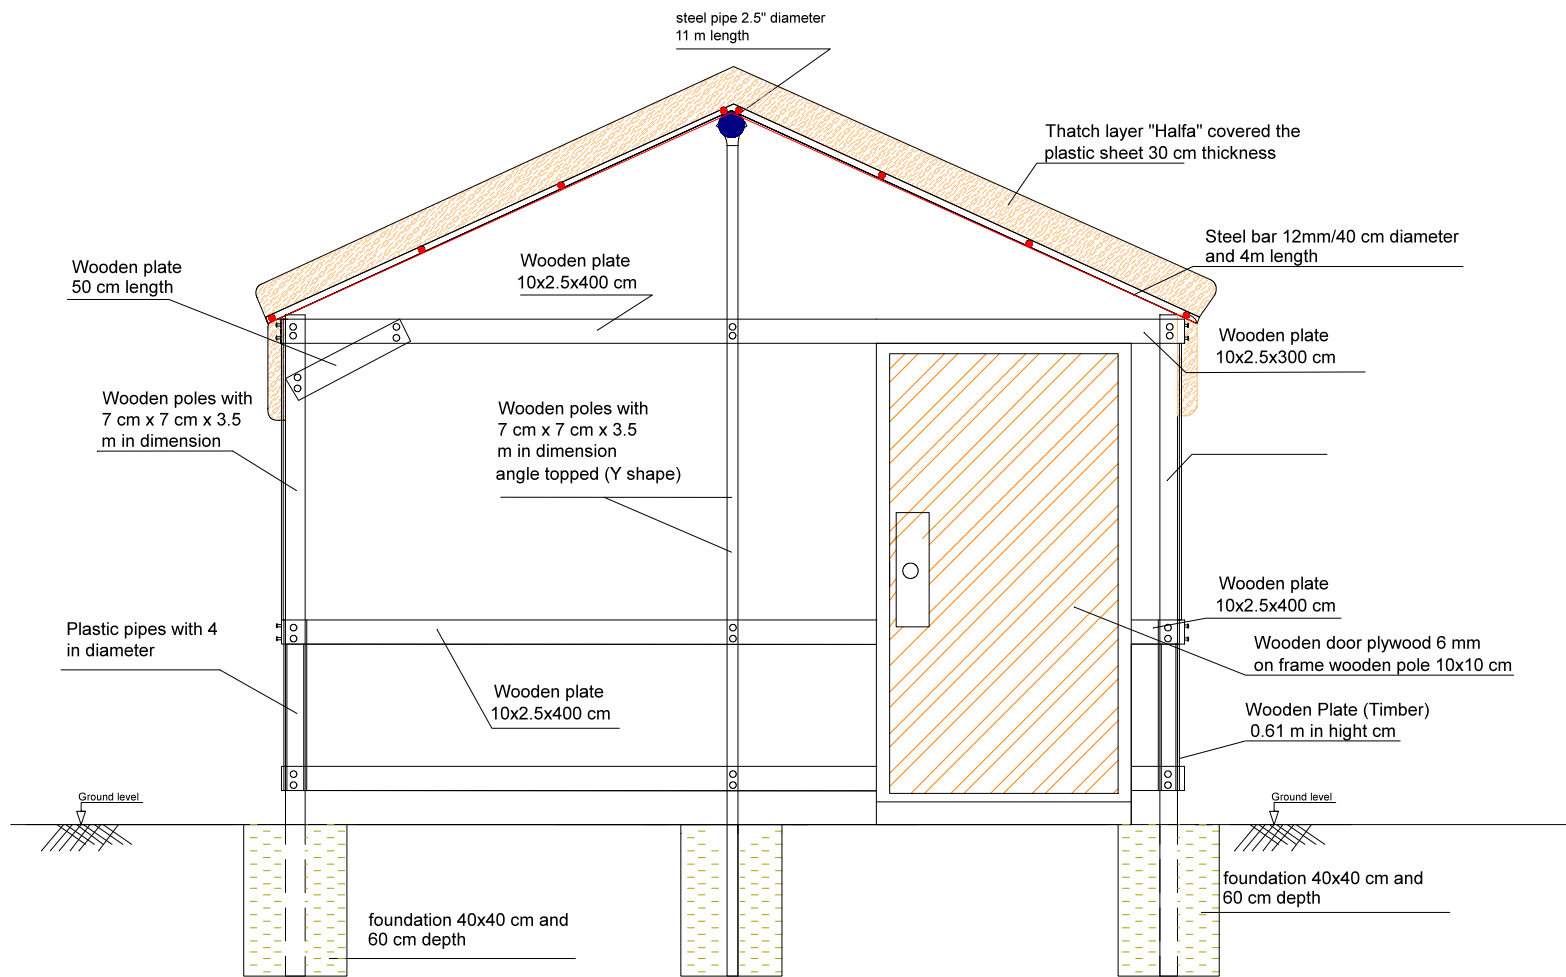 steel pipe 2.5" diameter
11 m length
Thatch layer "Halfa" covered the
plastic sheet 30 cm thickness
Steel bar 12mm/40 cm diameter
and 4m length
Wooden plate
50 cm length
Wooden plate
10x2.5x400 cm
Wooden plate
10x2.5x300 cm
Wooden poles with
7 cm x 7 cm x 3.5
m in dimension
Wooden poles with
7 cm x 7 cm x 3.5
m in dimension
angle topped (Y shape)
Wooden plate
10x2.5x400 cm
Plastic pipes with 4
in diameter
Wooden door plywood 6 mm
on frame wooden pole 10x10 cm
Wooden plate
10x2.5x400 cm
Wooden Plate (Timber)
0.61 m in hight cm
Ground level
Ground level
foundation 40x40 cm and
60 cm depth
foundation 40x40 cm and
60 cm depth